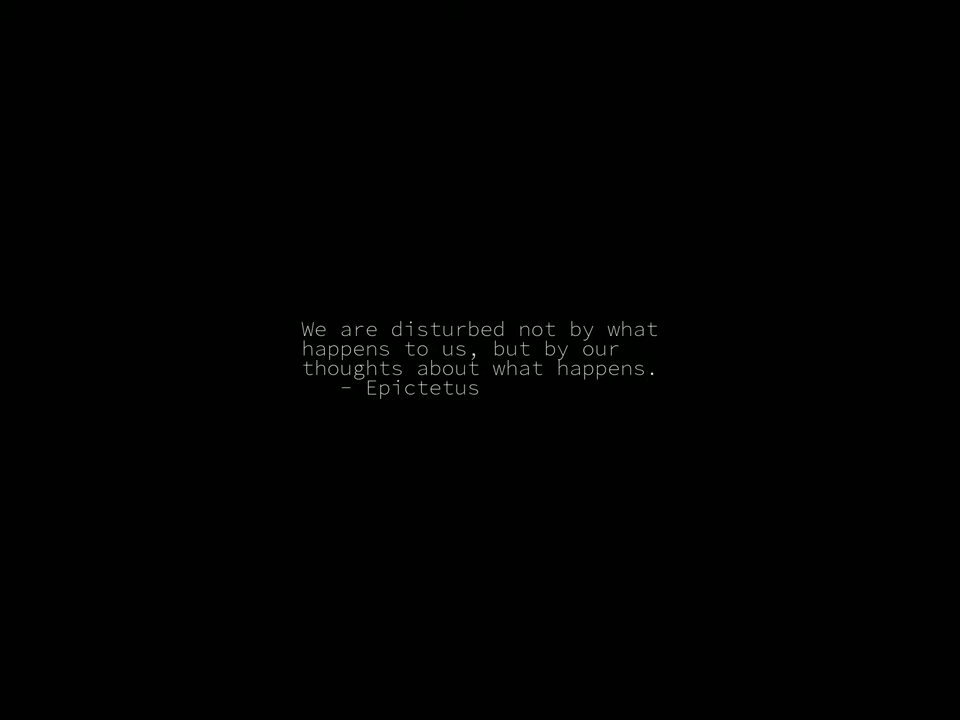 We are disturbed not by what
happens to us, but by our
thoughts about what happens.
- Epictetus